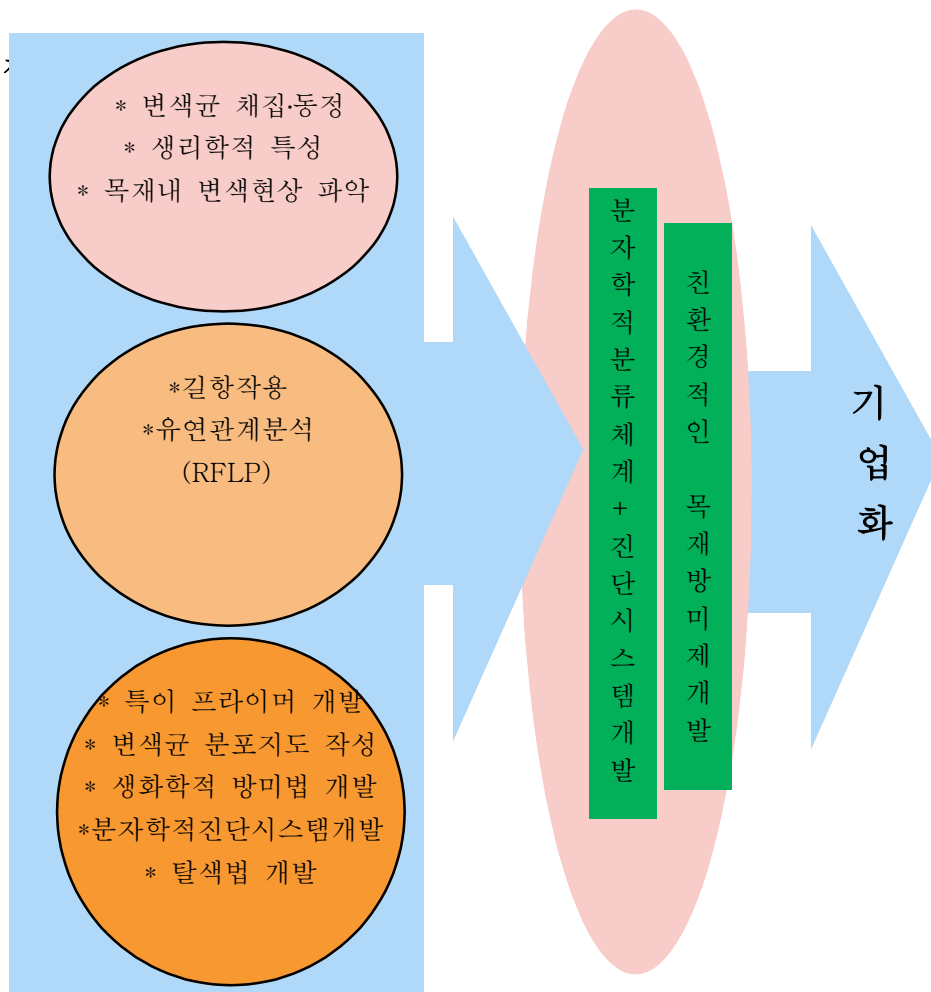 * 변색균 채집·동정
* 생리학적 특성
* 목재내 변색현상 파악
*길항작용
*유연관계분석
(RFLP)
* 특이 프라이머 개발
* 변색균 분포지도 작성
* 생화학적 방미법 개발
*분자학적진단시스템개발
* 탈색법 개발
분자학적분류체계+진단시스템개발
친환경적인 목재방미제개발
기업화